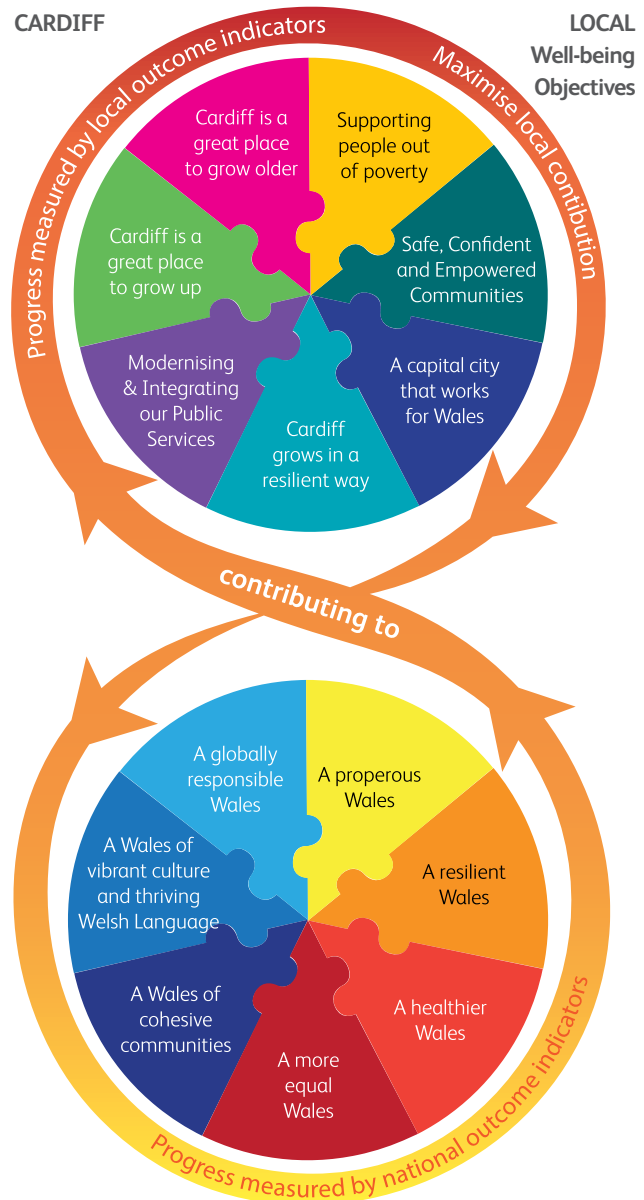 CARDIFF
LOCAL
Well-being
Objectives
Progress measured by local outcome indicators
Maximise local contibution
Cardiff is a
great place
to grow older
Supporting
people out
of poverty
Safe, Confident
and Empowered
Communities
A capital city
that works
for Wales
Cardiff
grows in a
resilient way
Modernising
& Integrating
our Public
Services
Cardiff is a
great place
to grow up
contributing to
A globally
responsible
Wales
A properous
Wales
A resilient
Wales
A healthier
Wales
A more
equal
Wales
A Wales of
cohesive
communities
A Wales of
vibrant culture
and thriving
Welsh Language
Progress measured by national outcome indicators